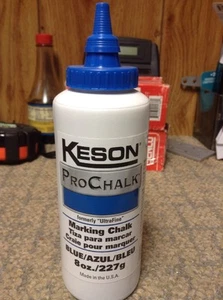 KESON
PROCHALK
formerly "UltraFine"
Marking Chalk
Tiza para marcar
Craie pour marquer
BLUE/AZUL/BLEU
8oz./227g
Made in the U.S.A.